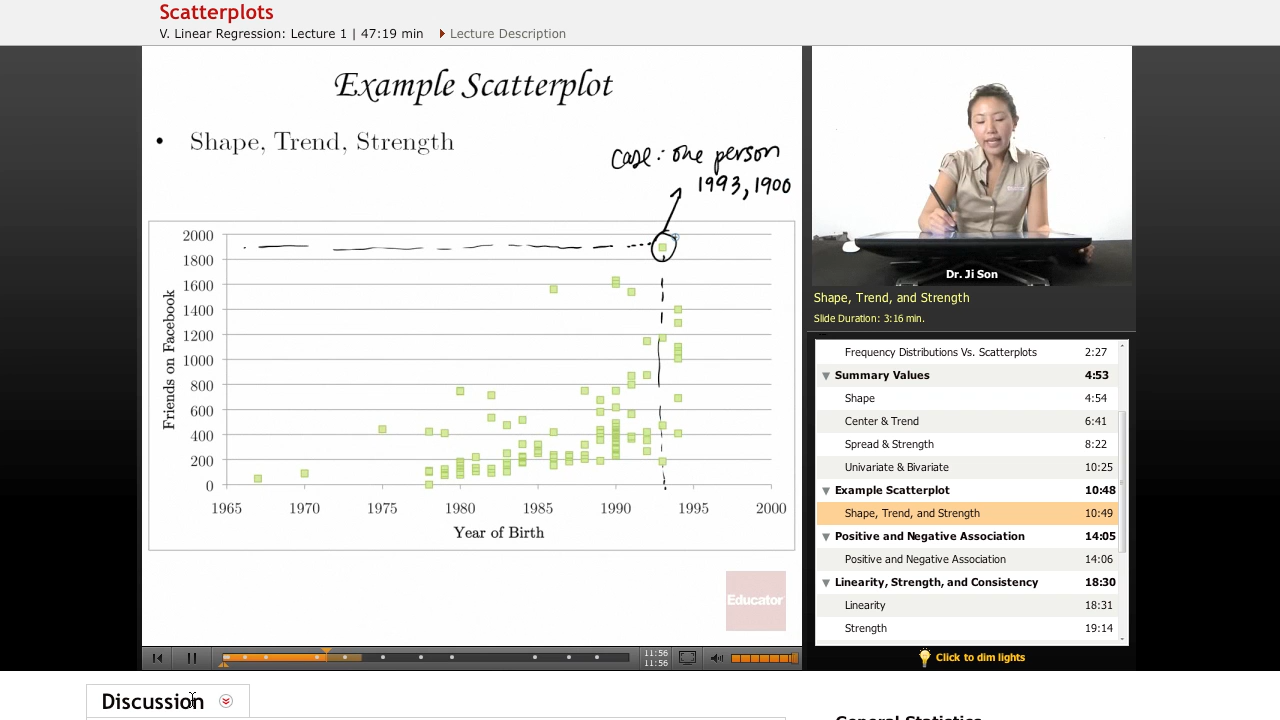 Scatterplots
V. Linear Regression: Lecture 1 | 47:19 min Lecture Description
Example Scatterplot
• Shape, Trend, Strength
case: one person
1993, 1900
Friends on Facebook
2000
1800
1600
1400
1200
1000
800
600
400
200
0
1965 1970 1975 1980 1985 1990 1995 2000
Year of Birth
Educator
11:56
11:56
Dr. Ji Son
Shape, Trend, and Strength
Slide Duration: 3:16 min.
Frequency Distributions Vs. Scatterplots 2:27
Summary Values 4:53
Shape 4:54
Center & Trend 6:41
Spread & Strength 8:22
Univariate & Bivariate 10:25
Example Scatterplot 10:48
Shape, Trend, and Strength 10:49
Positive and Negative Association 14:05
Positive and Negative Association 14:06
Linearity, Strength, and Consistency 18:30
Linearity 18:31
Strength 19:14
Click to dim lights
Discussion
General Statistics